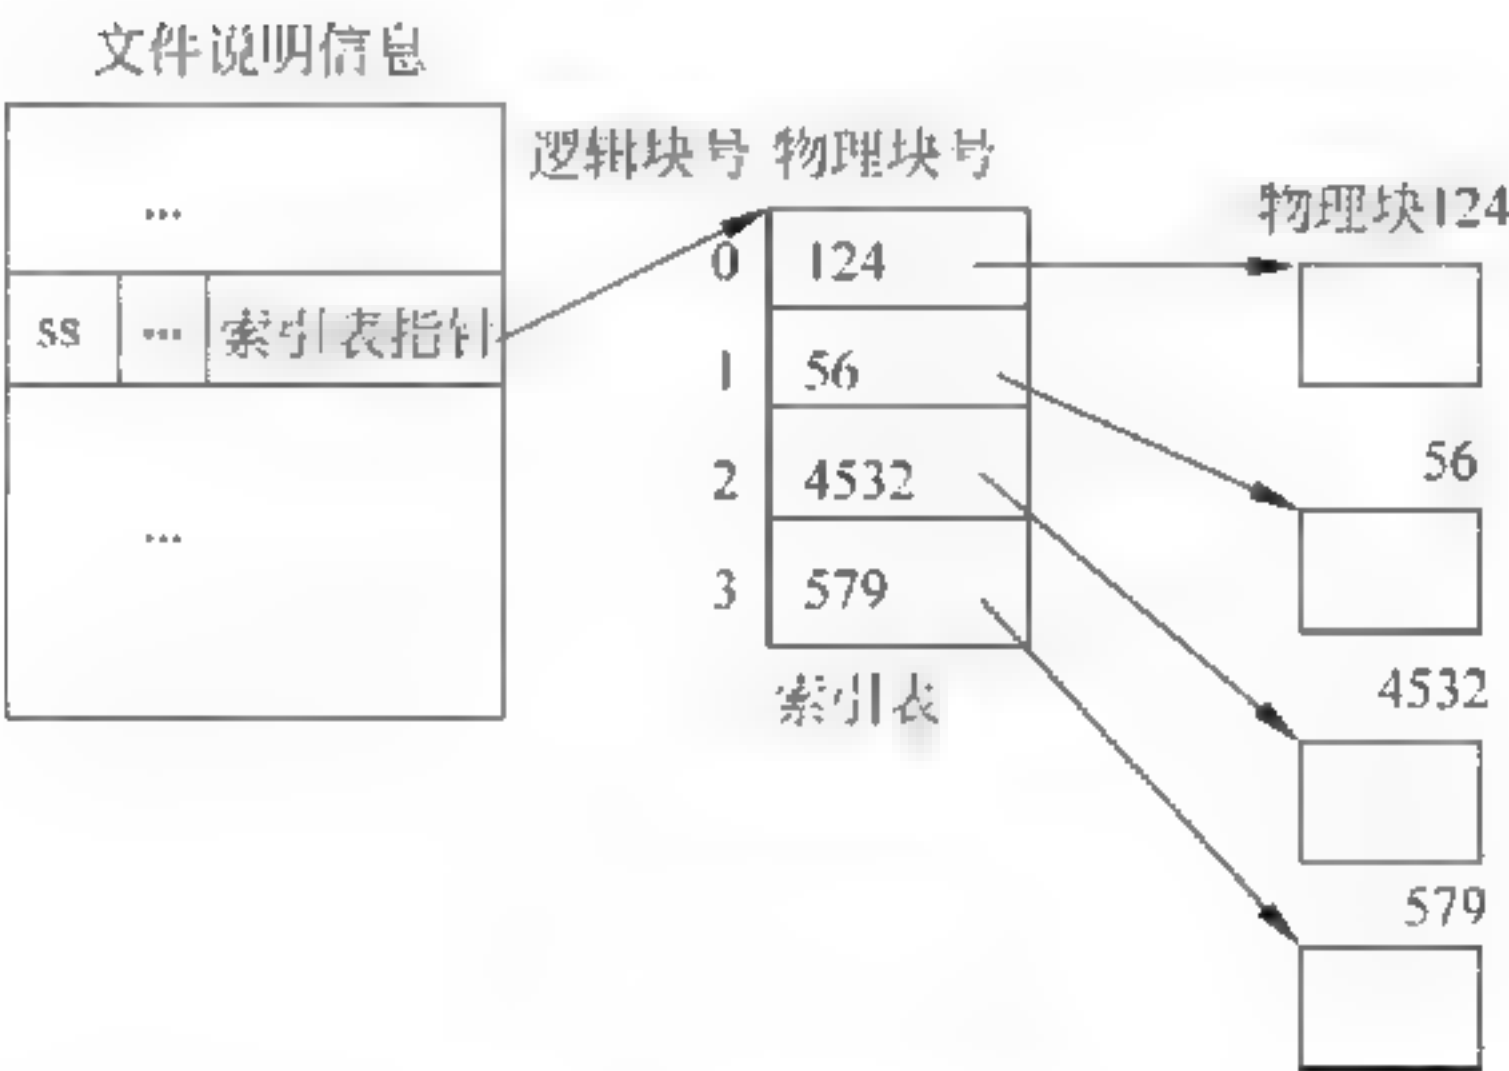 文件说明信息
...
ss ... 索引表指针
...
逻辑块号 物理块号
0 124
1 56
2 4532
3 579
索引表
物理块124
56
4532
579